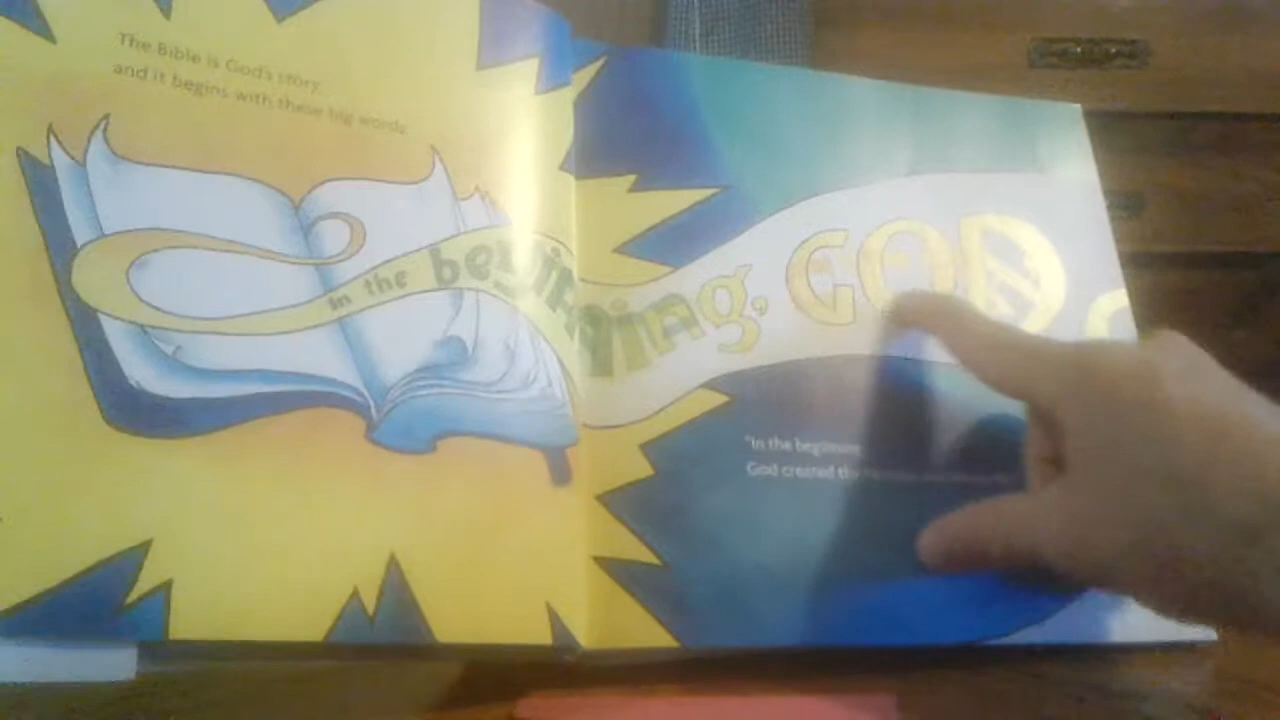 The Bible is God's story,
and it begins with these big words
In the beginning, GOD
"In the beginning
God created the